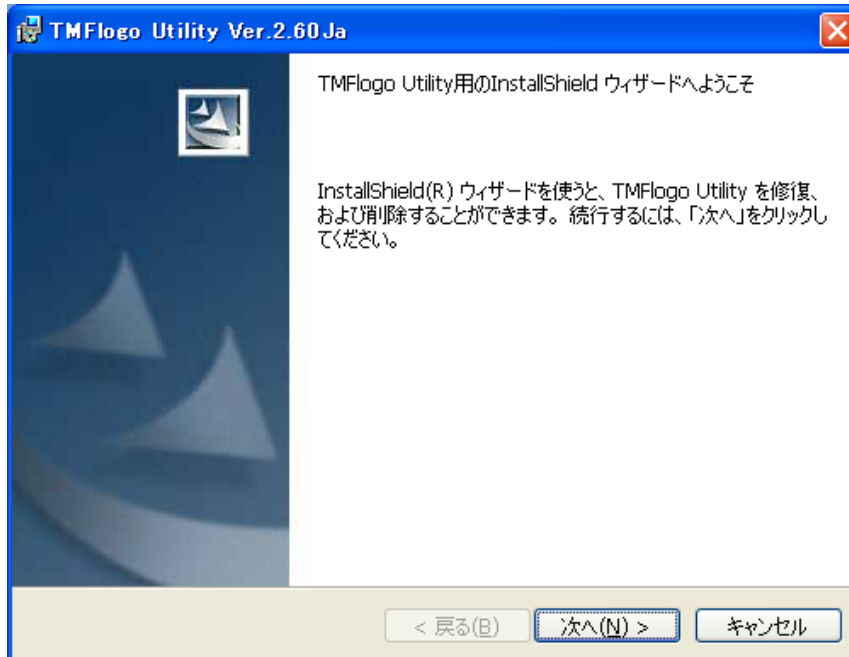 TMFlogo Utility Ver.2.60Ja
TMFlogo Utility用のInstallShield ウィザードへようこそ
InstallShield(R) ウィザードを使うと、TMFlogo Utility を修復、
および削除することができます。続行するには、「次へ」をクリックし
てください。
< 戻る(B)
次へ(N) >
キャンセル